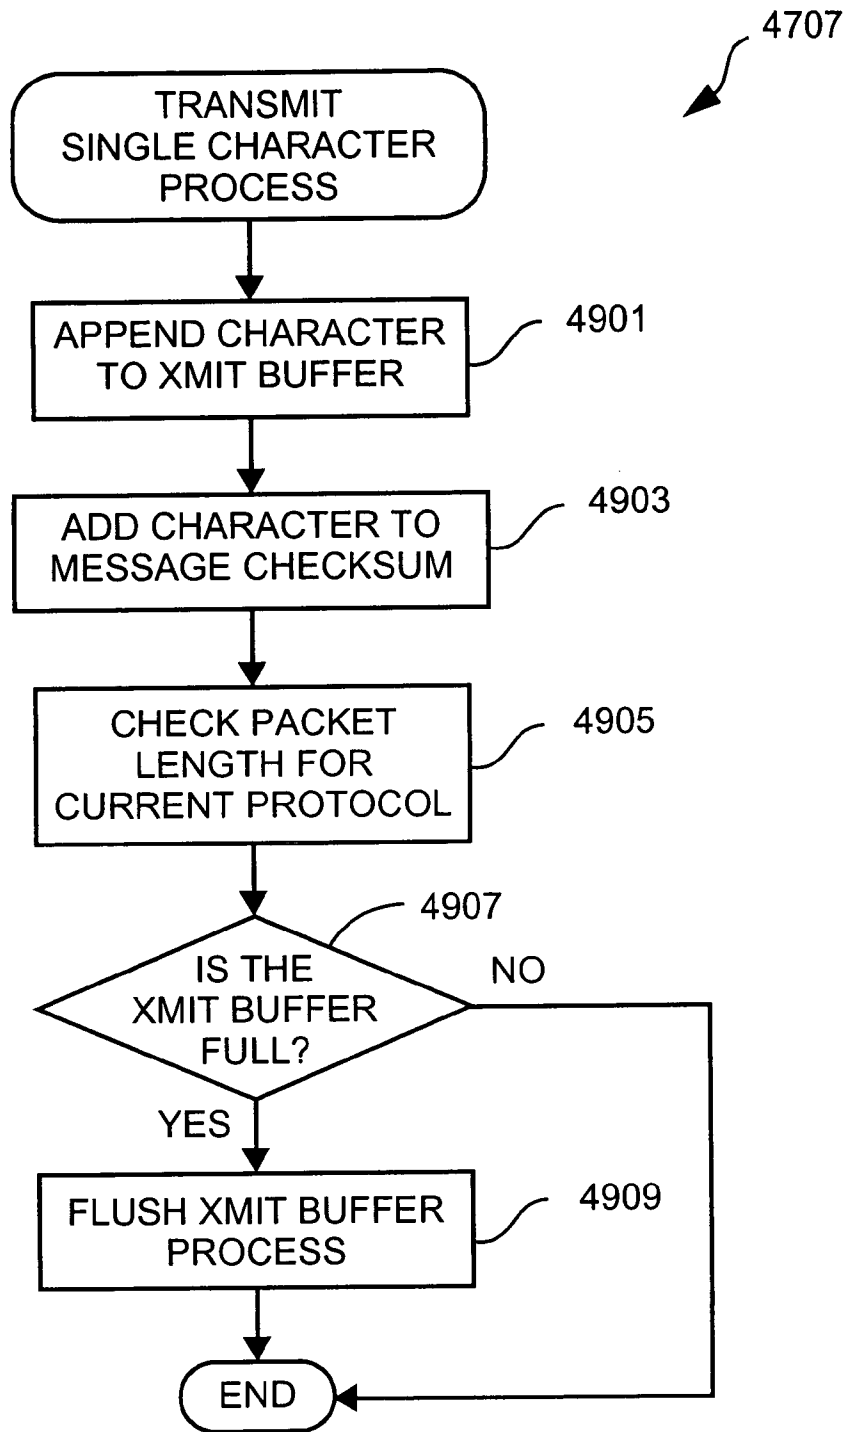 4707
TRANSMIT
SINGLE CHARACTER
PROCESS
APPEND CHARACTER
TO XMIT BUFFER
4901
ADD CHARACTER TO
MESSAGE CHECKSUM
4903
CHECK PACKET
LENGTH FOR
CURRENT PROTOCOL
4905
4907
IS THE
XMIT BUFFER
FULL?
NO
YES
FLUSH XMIT BUFFER
PROCESS
4909
END